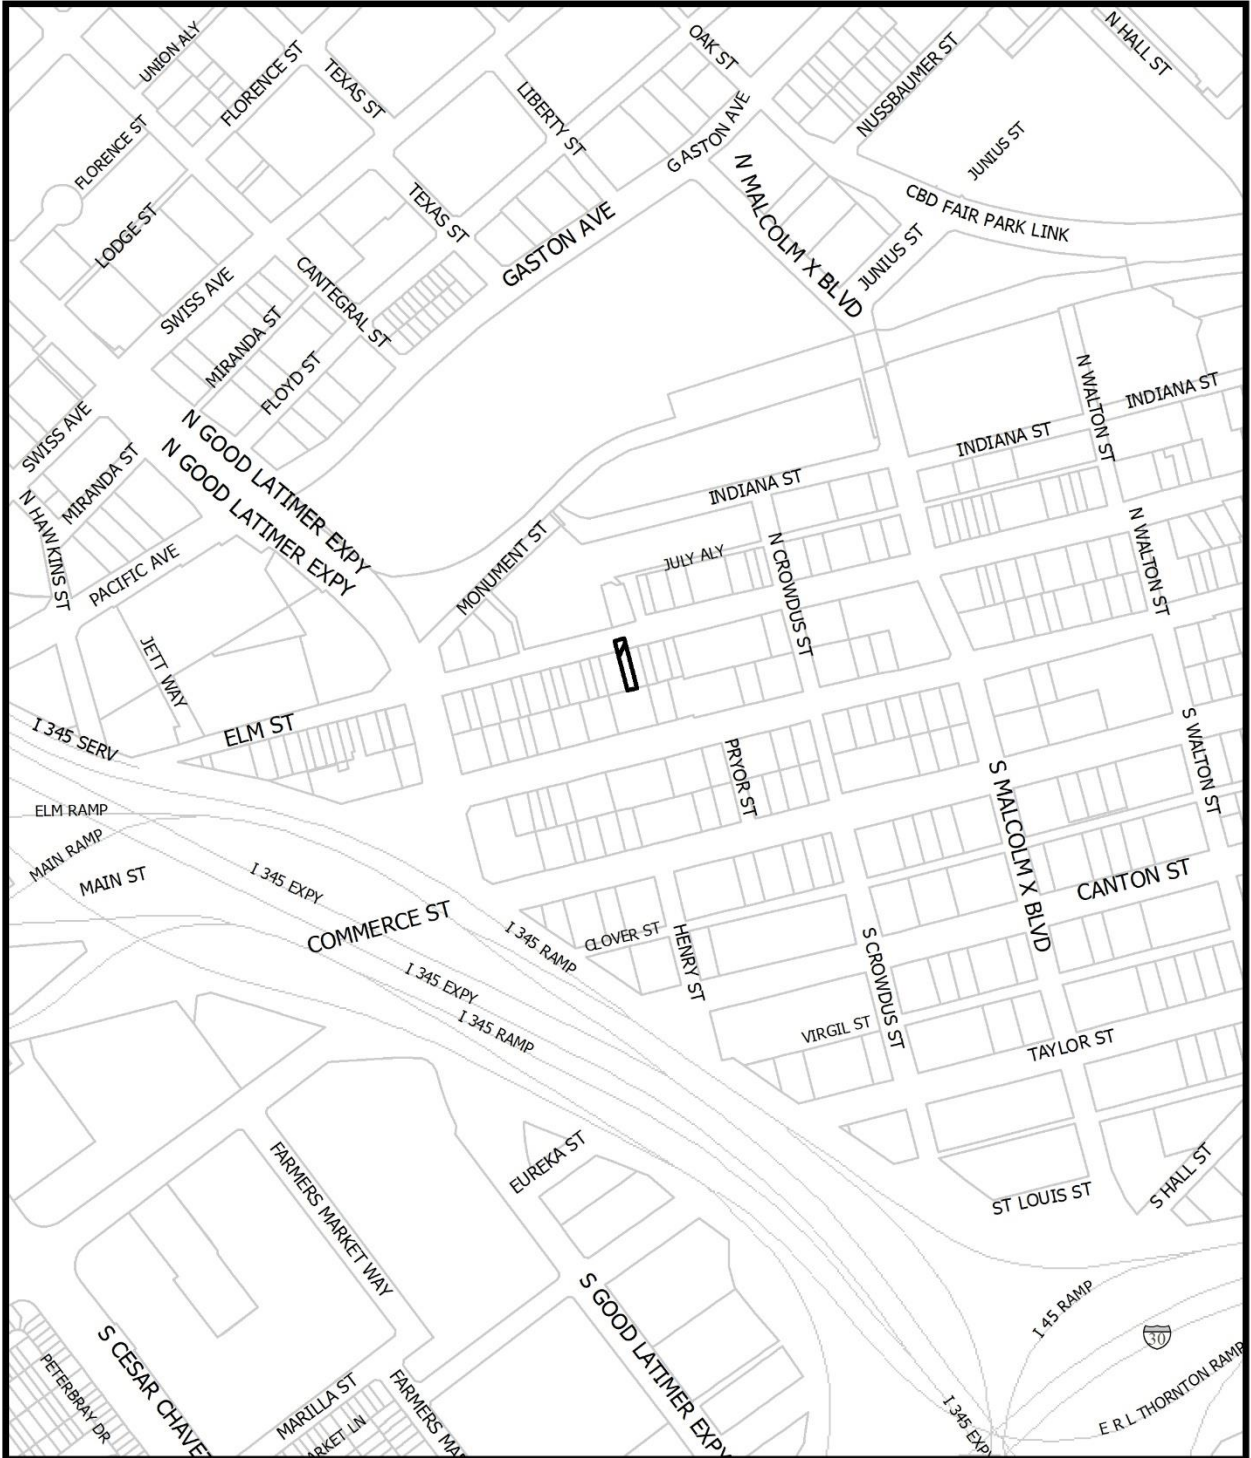 UNION ALY
FLORENCE ST
TEXAS ST
OAK ST
NUSSBAUMER ST
N HALL ST
LIBERTY ST
GASTON AVE
FLORENCE ST
JUNIUS ST
N MALCOLM X BLVD
CBD FAIR PARK LINK
TEXAS ST
LODGE ST
GASTON AVE
JUNIUS ST
SWISS AVE
CANTEGRAL ST
MIRANDA ST
FLOYD ST
N WALTON ST
INDIANA ST
SWISS AVE
N GOOD LATIMER EXPY
N GOOD LATIMER EXPY
INDIANA ST
MIRANDA ST
INDIANA ST
N HAWKINS ST
N WALTON ST
PACIFIC AVE
MONUMENT ST
JULY ALY
N CROWDUS ST
JETT WAY
ELM ST
I 345 SERV
PRYOR ST
S WALTON ST
S MALCOLM X BLVD
ELM RAMP
MAIN RAMP
MAIN ST
I 345 EXPY
CANTON ST
COMMERCE ST
I 345 RAMP
CLOVER ST
HENRY ST
S CROWDUS ST
I 345 EXPY
I 345 RAMP
VIRGIL ST
TAYLOR ST
FARMERS MARKET WAY
EUREKA ST
ST LOUIS ST
S HALL ST
S GOOD LATIMER EXPY
I 45 RAMP
30
S CESAR CHAVEZ
PETERBRAY DR
MARILLA ST
FARMERS MA
ARKET LN
I 345 EXPY
E R L THORNTON RAMP